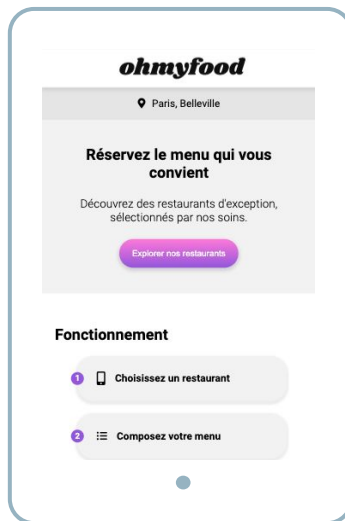 ohmyfood
Paris, Belleville
Réservez le menu qui vous
convient
Découvrez des restaurants d'exception,
sélectionnés par nos soins.
Explorer nos restaurants
Fonctionnement
1 Choisissez un restaurant
2 Composez votre menu